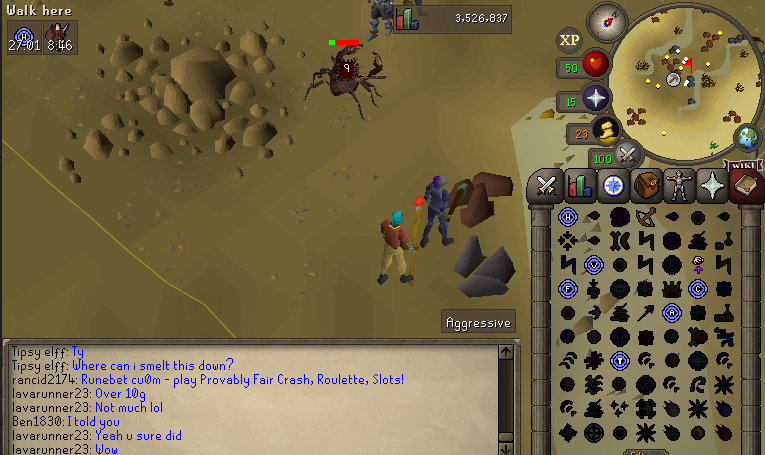 Walk here
3,526,837
27-01
8:46
9
XP
50
15
23
100
WIKI
H
V
F
C
A
T
Aggressive
Tipsy elff: Ty
Tipsy elff: Where can i smelt this down?
rancid2174: Runebet cu0m - play Provably Fair Crash, Roulette, Slots!
lavarunner23: Over 10g
lavarunner23: Not much lol
Ben1830: I told you
lavarunner23: Yeah u sure did
lavarunner23: Wow